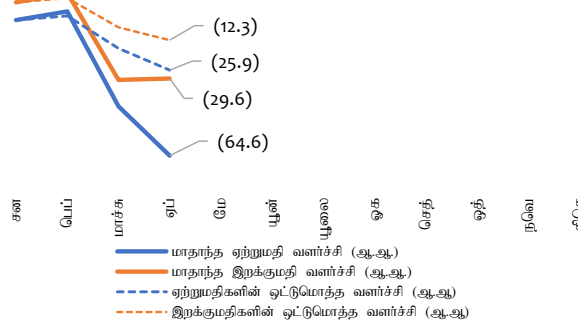 (12.3)
(25.9)
(29.6)
(64.6)
சன
பெப்
மார்ச்சு
ஏப்
மே
யூன்
யூலை
ஓக
செத்
ஒத்
நவெ
மாதாந்த ஏற்றுமதி வளர்ச்சி (ஆ.ஆ.)
மாதாந்த இறக்குமதி வளர்ச்சி (ஆ.ஆ.)
ஏற்றுமதிகளின் ஒட்டுமொத்த வளர்ச்சி (ஆ.ஆ)
இறக்குமதிகளின் ஒட்டுமொத்த வளர்ச்சி (ஆ.ஆ)